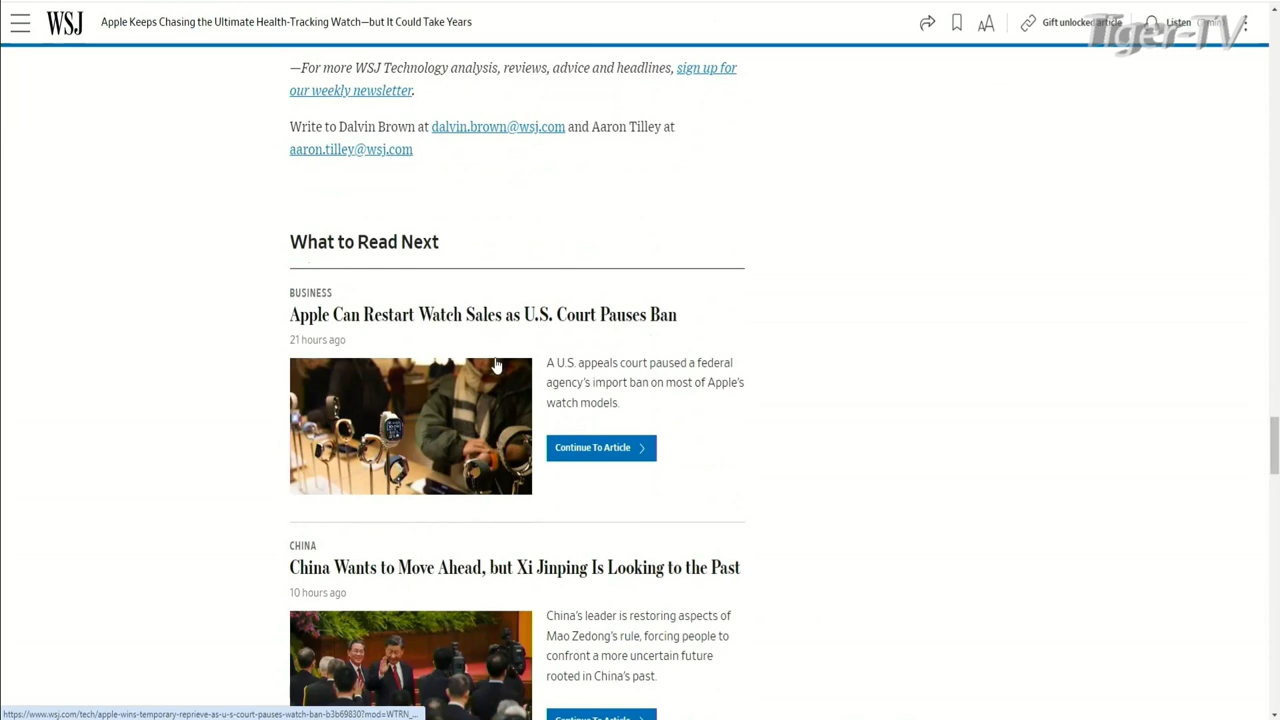 WSJ Apple Keeps Chasing the Ultimate Health-Tracking Watch—but It Could Take Years
AA Gift unlocked article Listen
Tiger-TV
—For more WSJ Technology analysis, reviews, advice and headlines, sign up for
our weekly newsletter.
Write to Dalvin Brown at dalvin.brown@wsj.com and Aaron Tilley at
aaron.tilley@wsj.com
What to Read Next
BUSINESS
Apple Can Restart Watch Sales as U.S. Court Pauses Ban
21 hours ago
A U.S. appeals court paused a federal
agency's import ban on most of Apple's
watch models.
Continue To Article
CHINA
China Wants to Move Ahead, but Xi Jinping Is Looking to the Past
10 hours ago
China's leader is restoring aspects of
Mao Zedong's rule, forcing people to
confront a more uncertain future
rooted in China's past.
Continue To Article
https://www.wsj.com/tech/apple-wins-temporary-reprieve-as-u-s-court-pauses-watch-ban-b3b69830?mod=WTRN_...